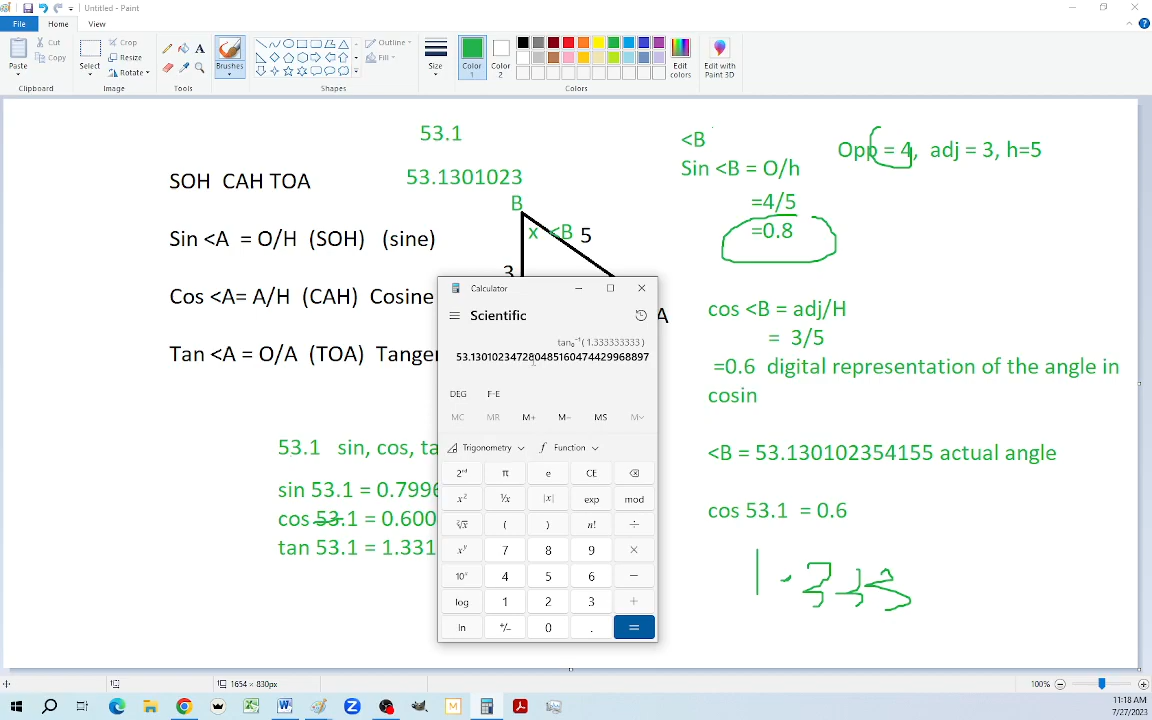 Untitled - Paint
File Home View
Paste
Cut
Copy
Clipboard
Select
Crop
Resize
Rotate
Image
A
Tools
Brushes
Outline
Fill
Shapes
Size
Color 1
Color 2
Edit colors
Colors
Edit with Paint 3D
53.1
53.1301023
SOH CAH TOA
Sin <A = O/H (SOH) (sine)
Cos <A= A/H (CAH) Cosine
Tan <A = O/A (TOA) Tanger
B
x <B 5
3
A
<B
Sin <B = O/h
=4/5
=0.8
Opp = 4, adj = 3, h=5
cos <B = adj/H
= 3/5
=0.6 digital representation of the angle in
cosin
<B = 53.130102354155 actual angle
cos 53.1 = 0.6
1.333
53.1 sin, cos, ta
sin 53.1 = 0.7996
cos 53.1 = 0.600
tan 53.1 = 1.331
Calculator
Scientific
tan₀⁻¹(1.333333333)
53.130102347280485160474429968897
DEG F-E
MC MR M+ M− MS M˅
Trigonometry f Function
2ⁿᵈ π e CE
x² ¹/x |x| exp mod
²√x ( ) n! ÷
xʸ 7 8 9 ×
10ˣ 4 5 6 −
log 1 2 3 +
ln +/− 0 . =
1654 × 830px
100%
11:18 AM
7/27/2023